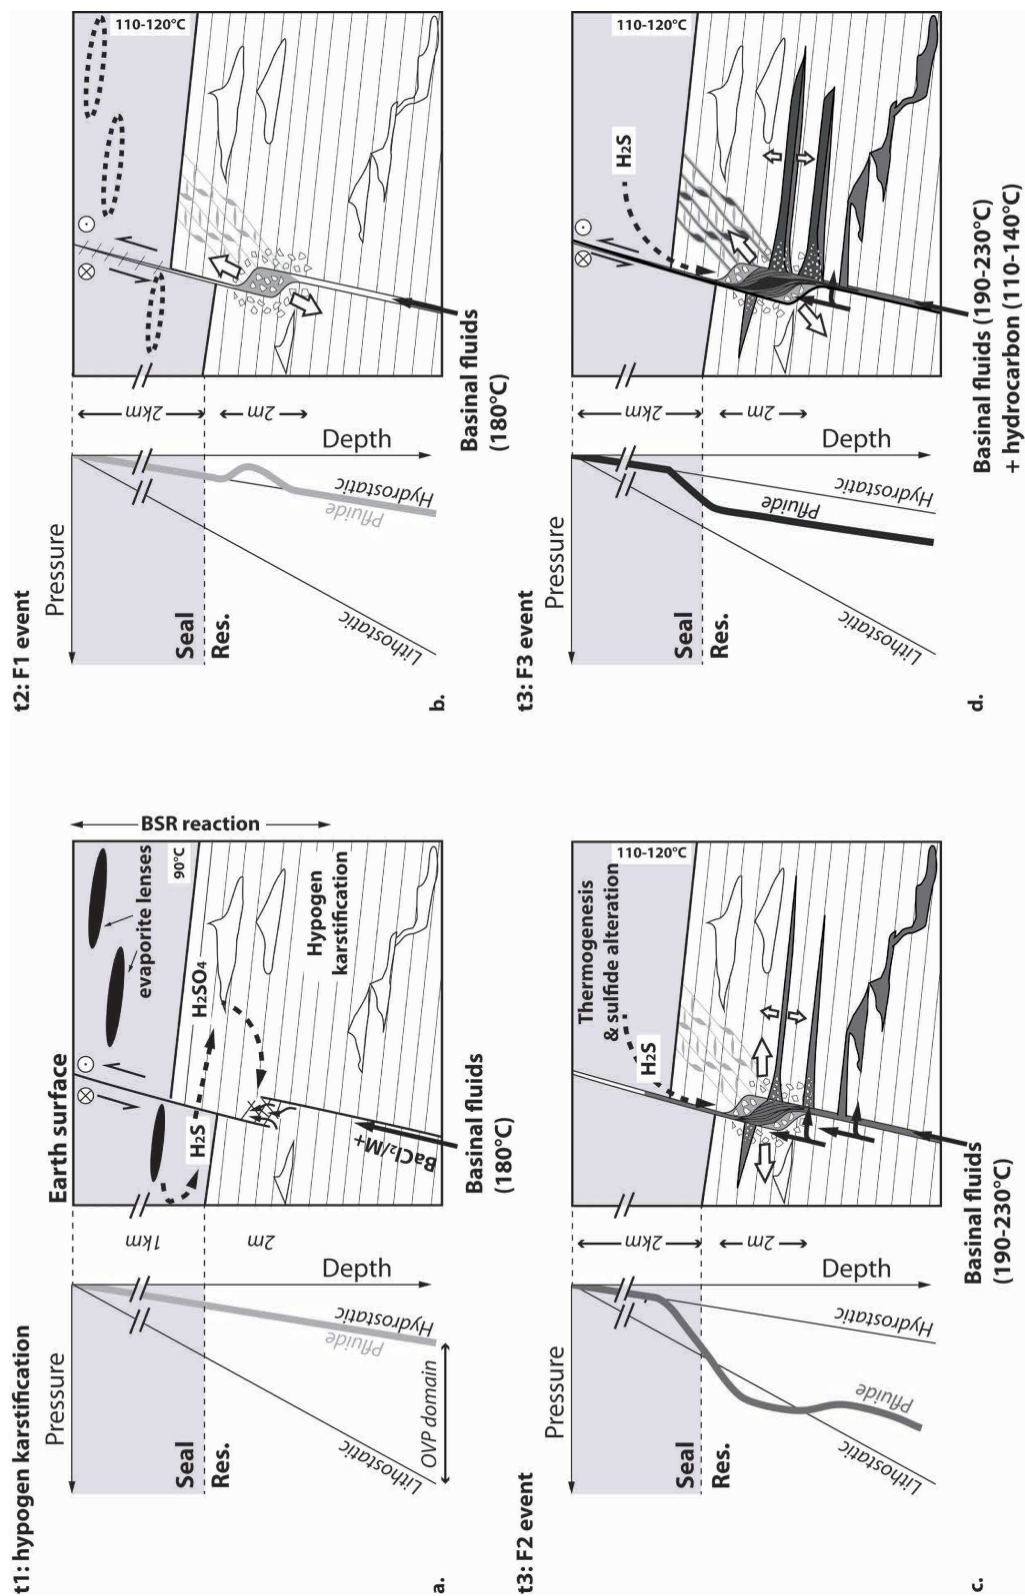 t1: hypogen karstification
Pressure
Seal
Res.
Lithostatic
OVP domain
Pfluide
Hydrostatic
Depth
1km
2m
Earth surface
evaporite lenses
90°C
H2S
H2SO4
Hypogen
karstification
BSR reaction
BaCl2/M+
Basinal fluids
(180°C)
a.
t2: F1 event
Pressure
Seal
Res.
Lithostatic
Pfluide
Hydrostatic
Depth
2km
2m
110-120°C
Basinal fluids
(180°C)
b.
t3: F2 event
Pressure
Seal
Res.
Lithostatic
Pfluide
Hydrostatic
Depth
2km
2m
Thermogenesis
& sulfide alteration
110-120°C
H2S
Basinal fluids
(190-230°C)
c.
t3: F3 event
Pressure
Seal
Res.
Lithostatic
Pfluide
Hydrostatic
Depth
2km
2m
H2S
110-120°C
Basinal fluids (190-230°C)
+ hydrocarbon (110-140°C)
d.